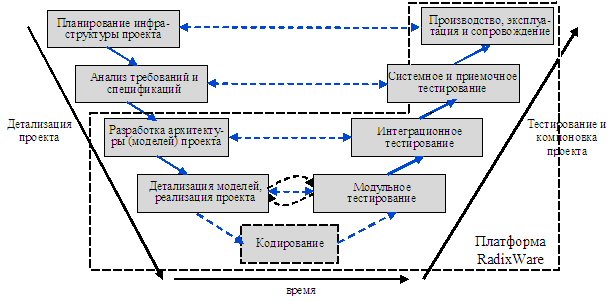 Планирование инфра-
структуры проекта
Производство, эксплуа-
тация и сопровождение
Анализ требований и
спецификаций
Системное и приемочное
тестирование
Детализация
проекта
Разработка архитекту-
ры (моделей) проекта
Интеграционное
тестирование
Тестирование и
компоновка
проекта
Детализация моделей,
реализация проекта
Модульное
тестирование
Кодирование
Платформа
RadixWare
время